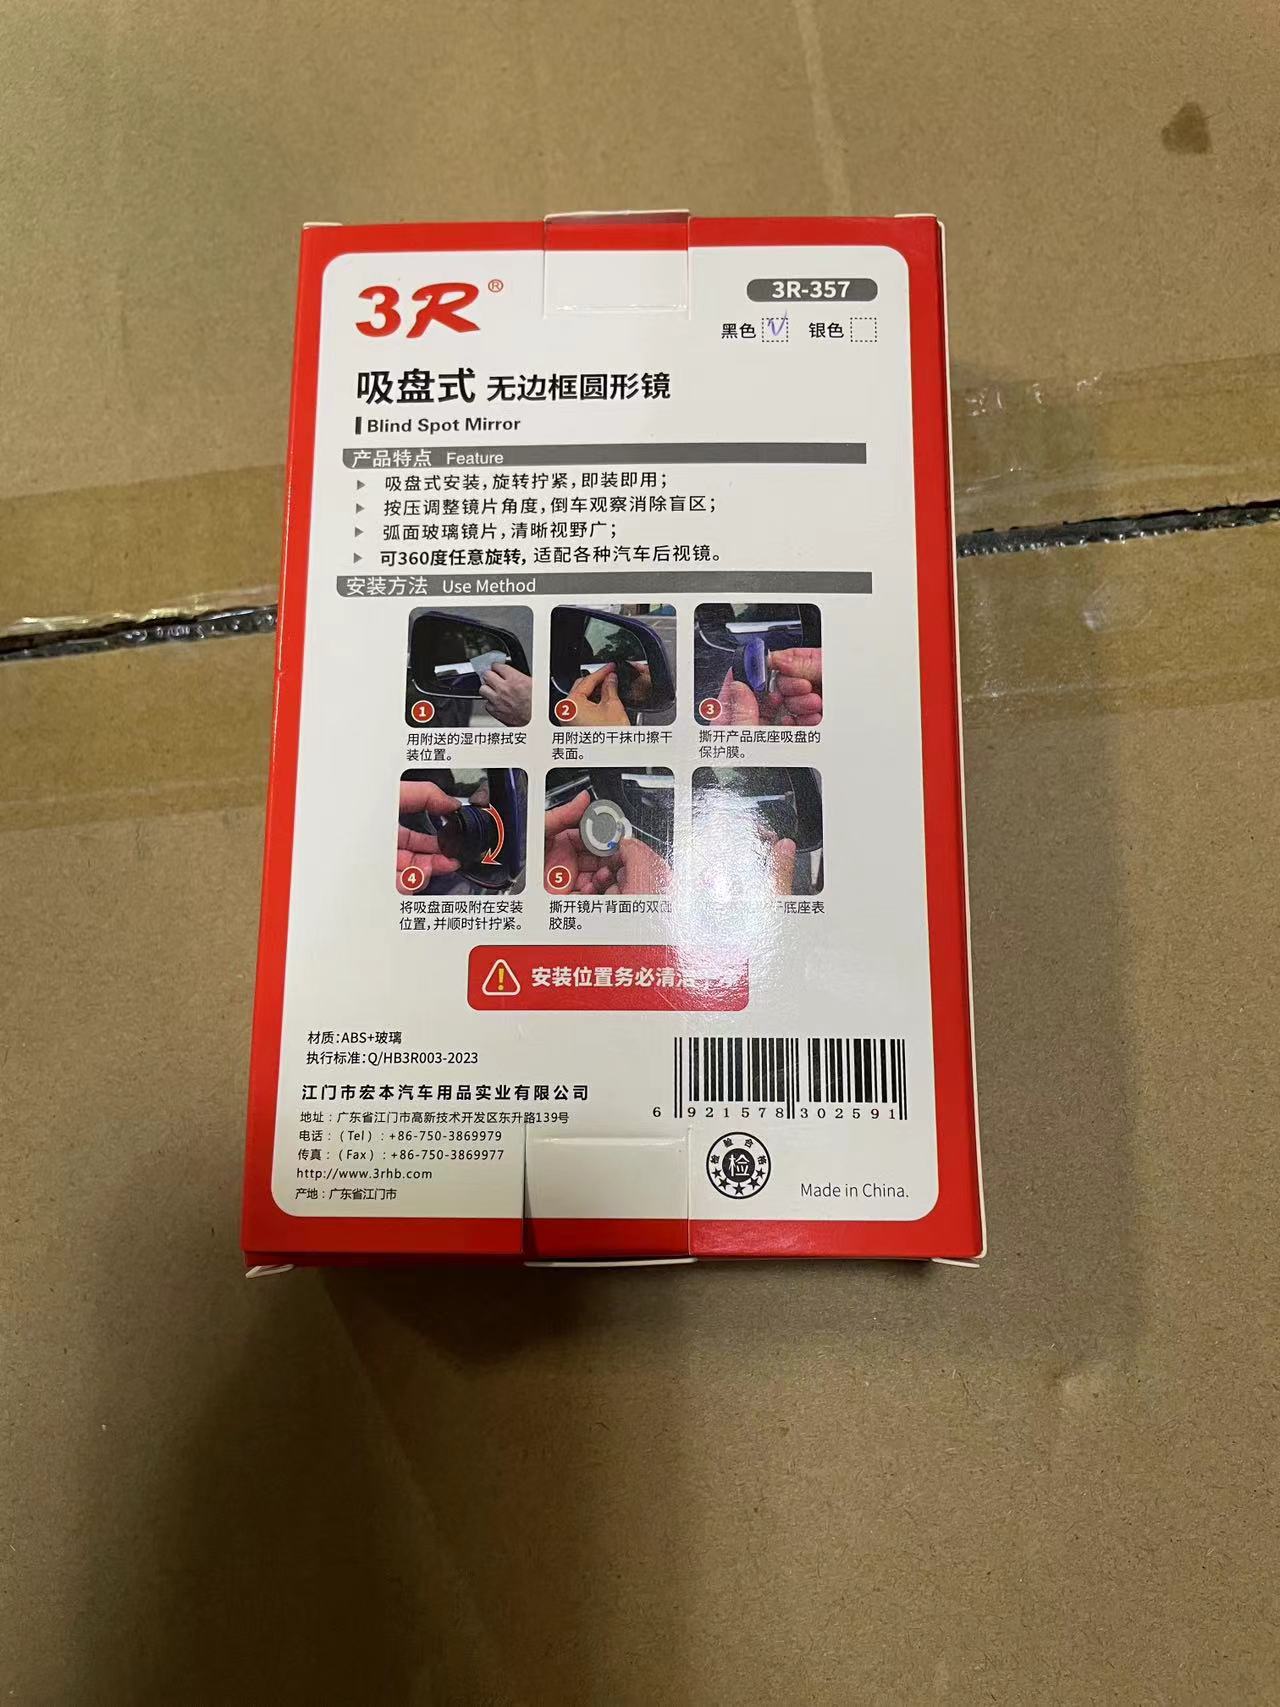 3R®
3R-357
黑色 银色
吸盘式 无边框圆形镜
Blind Spot Mirror
产品特点 Feature
吸盘式安装,旋转拧紧,即装即用;
按压调整镜片角度,倒车观察消除盲区;
弧面玻璃镜片,清晰视野广;
可360度任意旋转,适配各种汽车后视镜。
安装方法 Use Method
1
用附送的湿巾擦拭安
装位置。
2
用附送的干抹巾擦干
表面。
3
撕开产品底座吸盘的
保护膜。
4
将吸盘面吸附在安装
位置,并顺时针拧紧。
5
撕开镜片背面的双面
胶膜。
底座表
安装位置务必清洁
材质:ABS+玻璃
执行标准:Q/HB3R003-2023
江门市宏本汽车用品实业有限公司
地址:广东省江门市高新技术开发区东升路139号
电话:(Tel):+86-750-3869979
传真:(Fax):+86-750-3869977
http://www.3rhb.com
产地:广东省江门市
6 921578 302591
检验合格
检
Made in China.